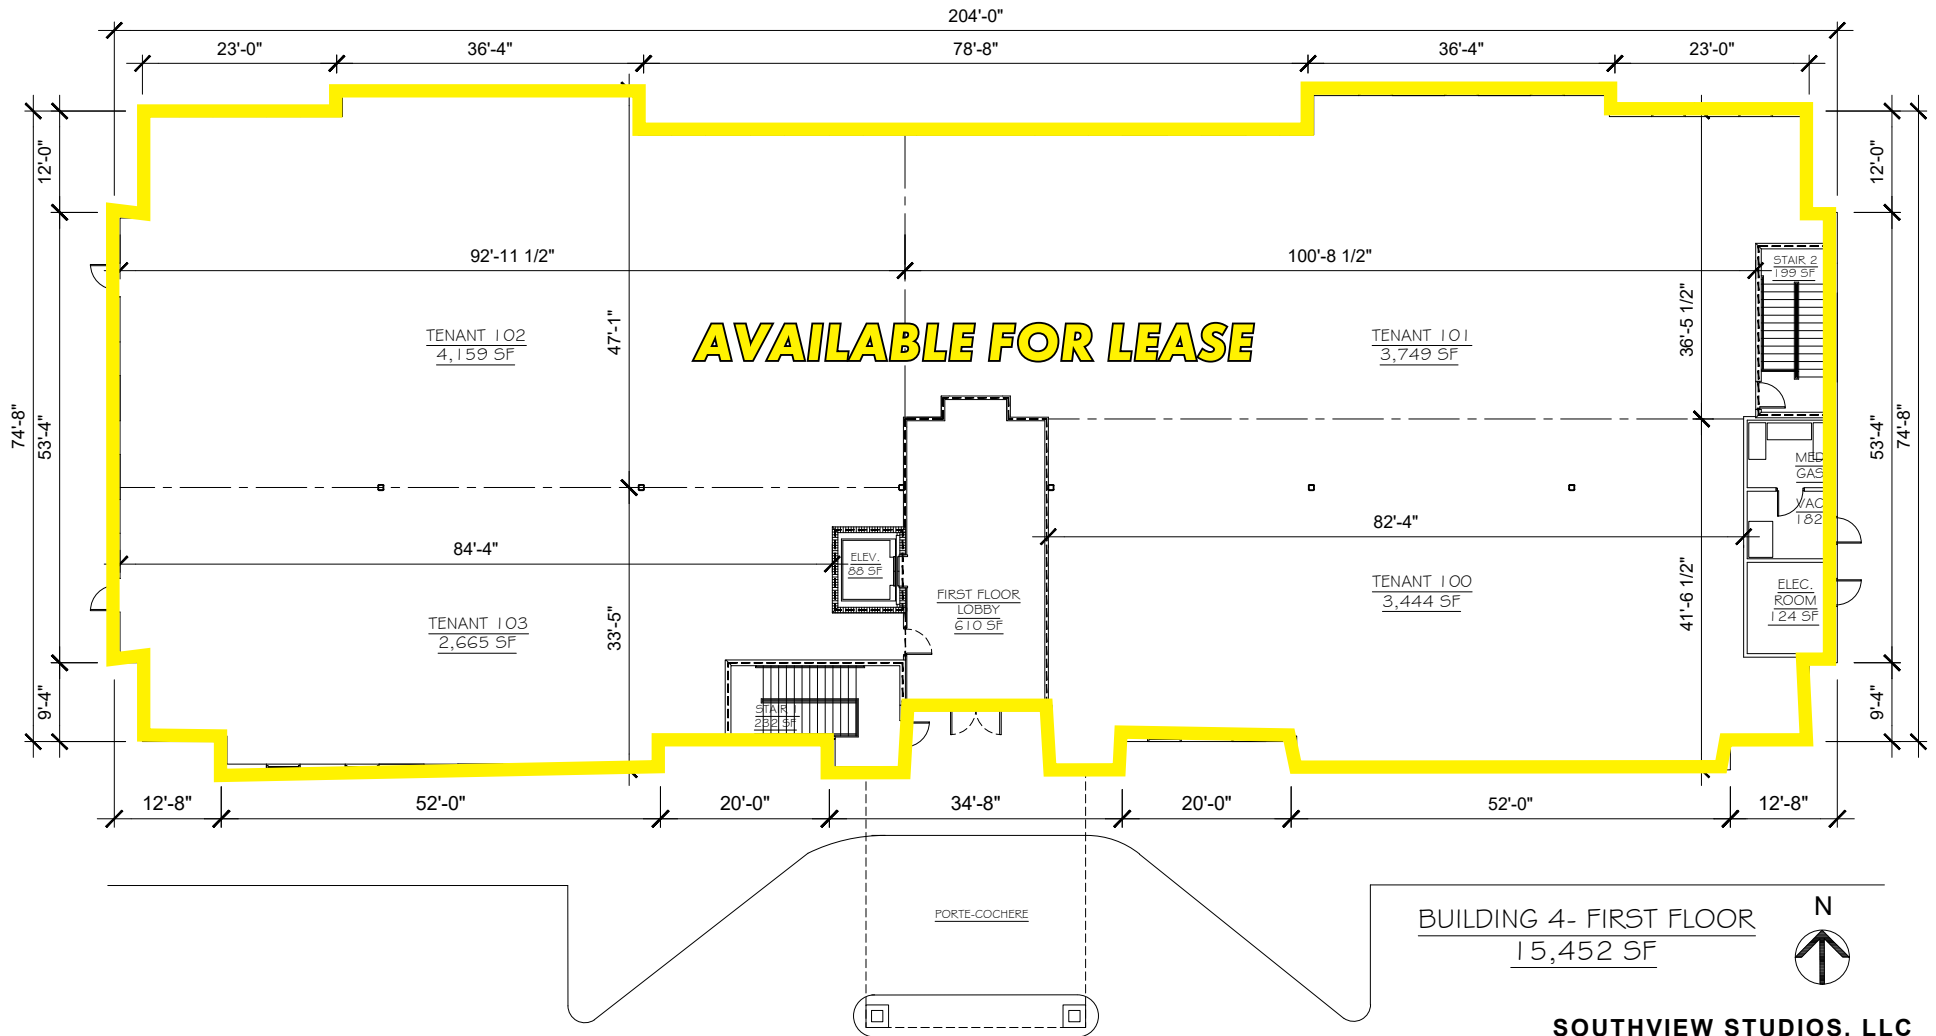 204'-0"
23'-0"
36'-4"
78'-8"
36'-4"
23'-0"
12'-0"
12'-0"
74'-8"
53'-4"
53'-4"
74'-8"
9'-4"
9'-4"
92'-11 1/2"
100'-8 1/2"
STAIR 2
199 SF
47'-1"
36'-5 1/2"
TENANT 102
4,159 SF
AVAILABLE FOR LEASE
TENANT 101
3,749 SF
MED
GAS
VAC
182
84'-4"
82'-4"
ELEV.
88 SF
FIRST FLOOR
LOBBY
610 SF
TENANT 100
3,444 SF
ELEC.
ROOM
124 SF
TENANT 103
2,665 SF
33'-5"
41'-6 1/2"
STAIR 1
232 SF
12'-8"
52'-0"
20'-0"
34'-8"
20'-0"
52'-0"
12'-8"
PORTE-COCHERE
BUILDING 4- FIRST FLOOR
15,452 SF
N
SOUTHVIEW STUDIOS, LLC